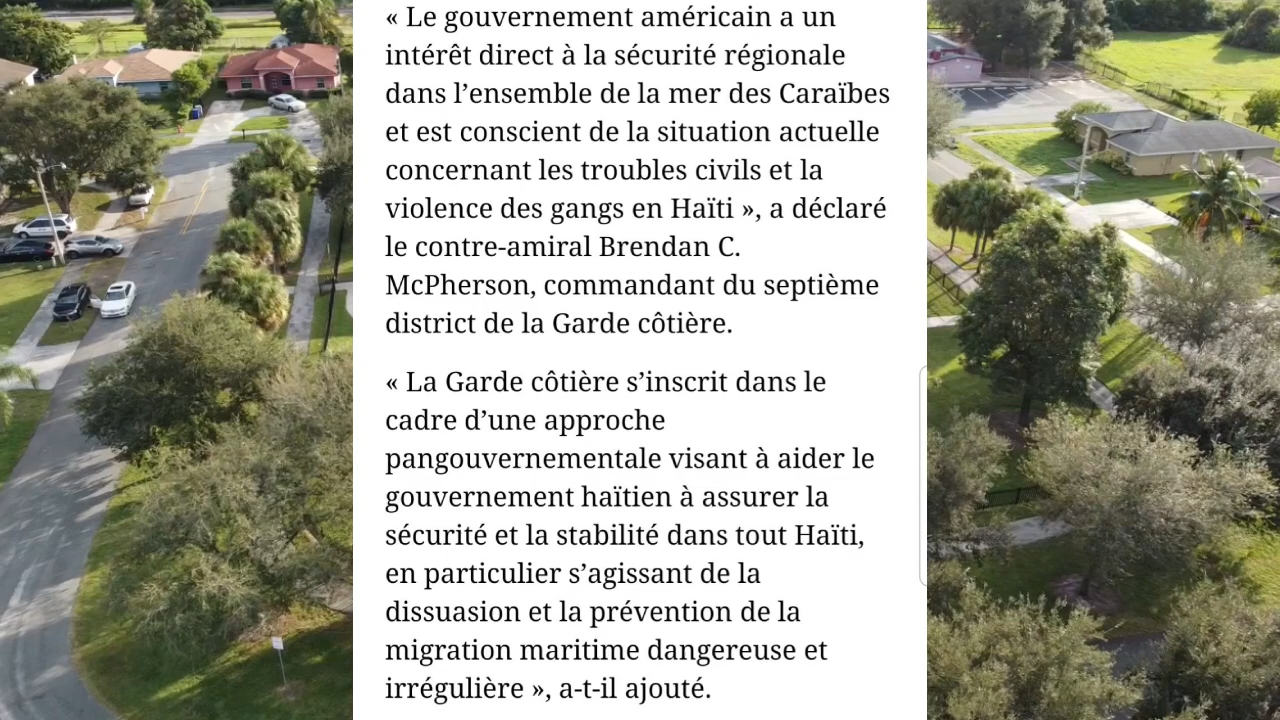 « Le gouvernement américain a un
intérêt direct à la sécurité régionale
dans l’ensemble de la mer des Caraïbes
et est conscient de la situation actuelle
concernant les troubles civils et la
violence des gangs en Haïti », a déclaré
le contre-amiral Brendan C.
McPherson, commandant du septième
district de la Garde côtière.
« La Garde côtière s’inscrit dans le
cadre d’une approche
pangouvernementale visant à aider le
gouvernement haïtien à assurer la
sécurité et la stabilité dans tout Haïti,
en particulier s’agissant de la
dissuasion et la prévention de la
migration maritime dangereuse et
irrégulière », a-t-il ajouté.